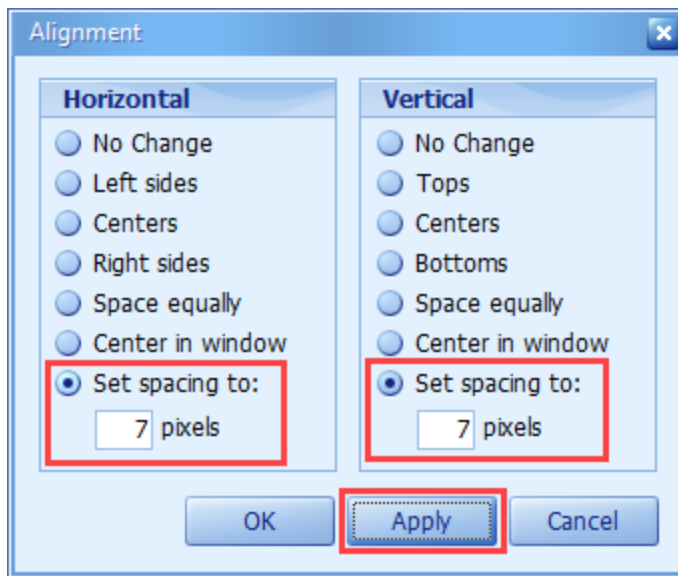 Alignment
Horizontal
No Change
Left sides
Centers
Right sides
Space equally
Center in window
Set spacing to:
7 pixels
Vertical
No Change
Tops
Centers
Bottoms
Space equally
Center in window
Set spacing to:
7 pixels
OK
Apply
Cancel